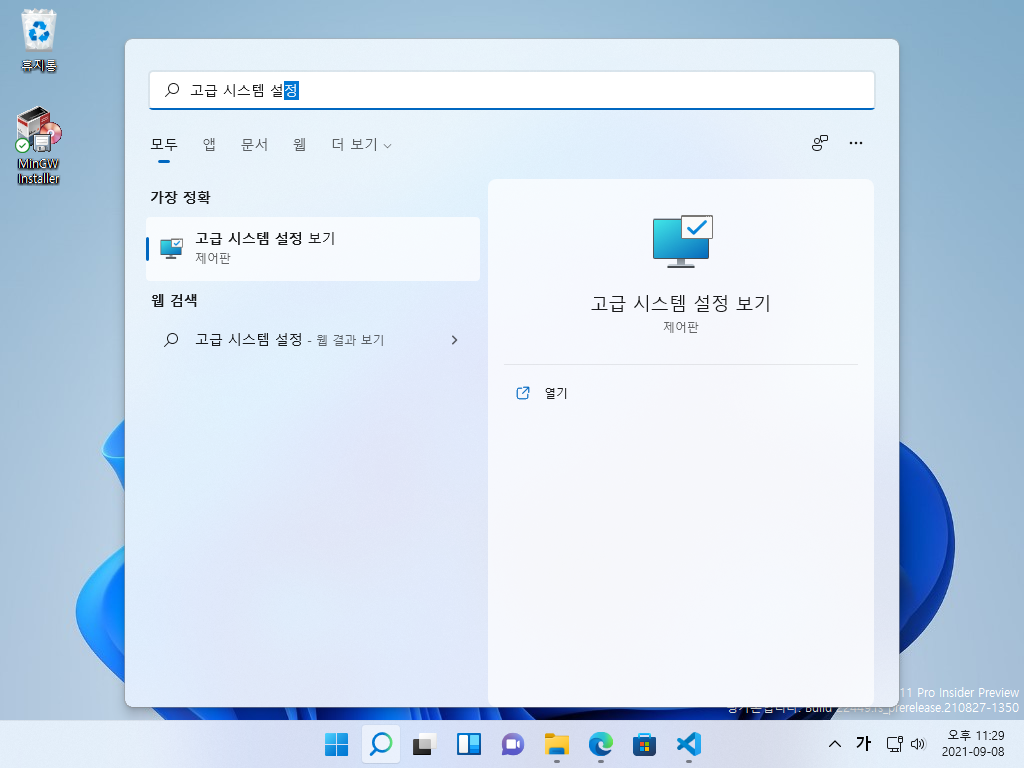 휴지통
MinGW
Installer
고급 시스템 설정
모두 앱 문서 웹 더 보기
가장 정확
고급 시스템 설정 보기
제어판
웹 검색
고급 시스템 설정 - 웹 결과 보기
고급 시스템 설정 보기
제어판
열기
11 Pro Insider Preview
Build 22449.rs_prerelease.210827-1350
가
오후 11:29
2021-09-08